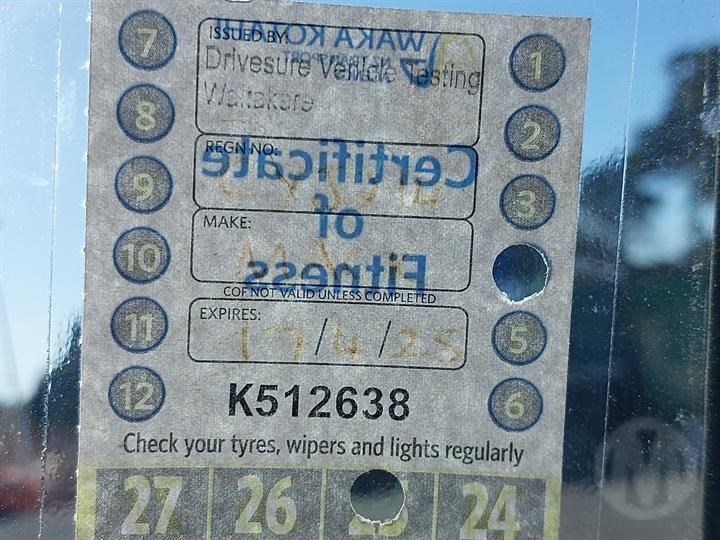 WAKA KOTAHI
ISSUED BY:
Drivesure Vehicle Testing
Waitakere
REGN NO:
Certificate
of
Fitness
MAKE:
COF NOT VALID UNLESS COMPLETED
EXPIRES:
17/4/25
K512638
Check your tyres, wipers and lights regularly
7 1
8 2
9 3
10
11 5
12 6
27 26 24